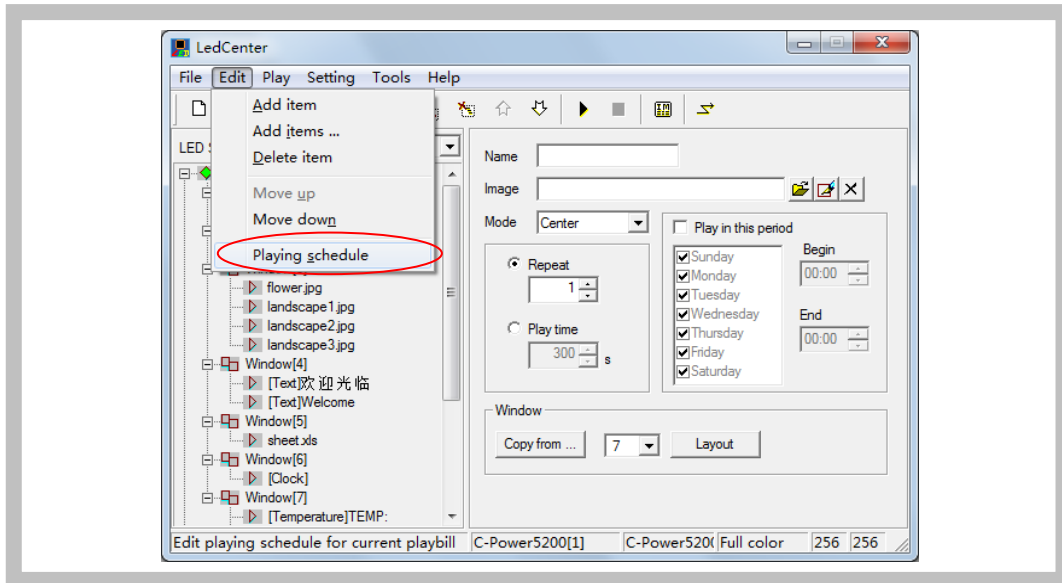 LedCenter
File Edit Play Setting Tools Help
Add item
Add items ...
Delete item
Move up
Move down
Playing schedule
LED
flower.jpg
landscape1.jpg
landscape2.jpg
landscape3.jpg
Window[4]
[Text]欢迎光临
[Text]Welcome
Window[5]
sheet.xls
Window[6]
[Clock]
Window[7]
[Temperature]TEMP:
Name
Image
Mode Center
Repeat
1
Play time
300 s
Play in this period
Sunday
Monday
Tuesday
Wednesday
Thursday
Friday
Saturday
Begin
00:00
End
00:00
Window
Copy from ... 7 Layout
Edit playing schedule for current playbill C-Power5200[1] C-Power520( Full color 256 256